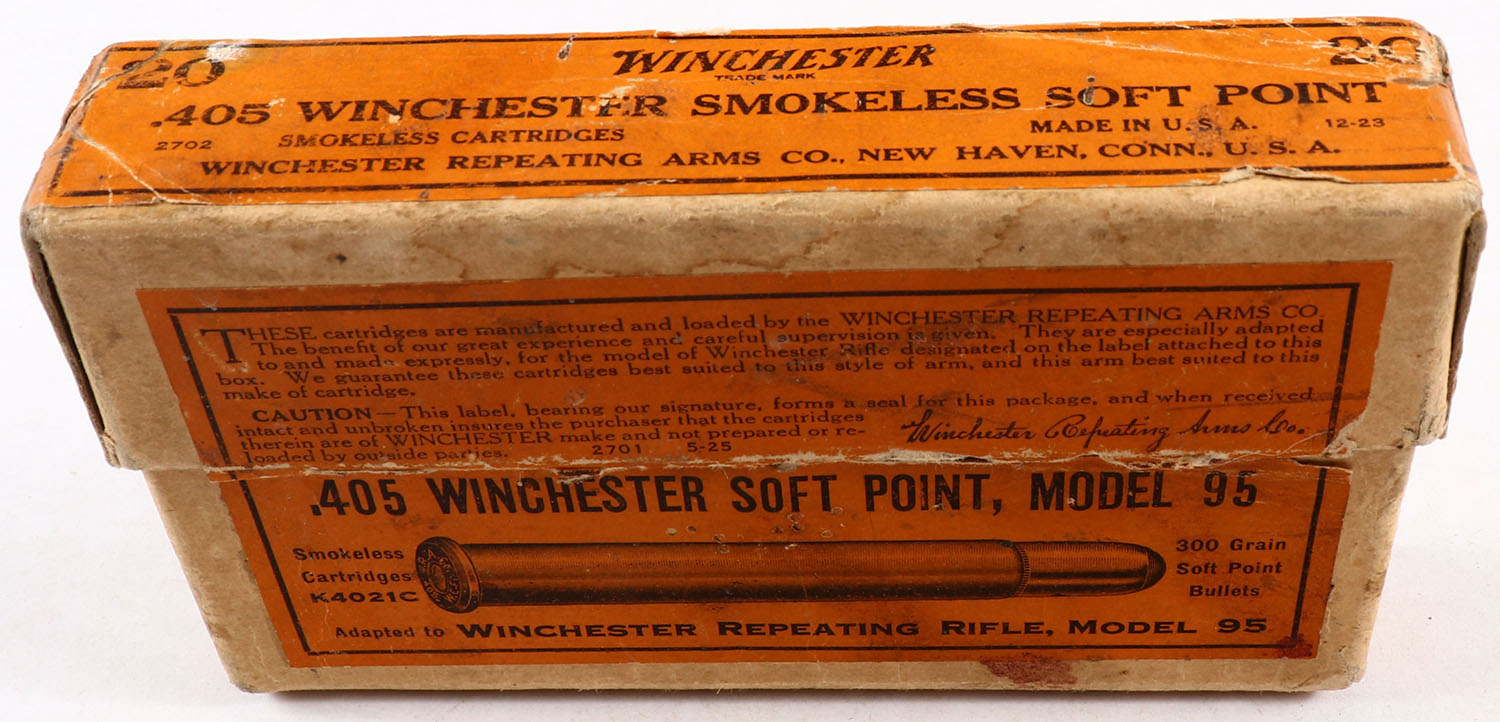 20 WINCHESTER 20
TRADE MARK
.405 WINCHESTER SMOKELESS SOFT POINT
2702 SMOKELESS CARTRIDGES MADE IN U.S.A. 12-23
WINCHESTER REPEATING ARMS CO., NEW HAVEN, CONN., U.S.A.
THESE cartridges are manufactured and loaded by the WINCHESTER REPEATING ARMS CO.
The benefit of our great experience and careful supervision is given. They are especially adapted
to and made expressly, for the model of Winchester Rifle designated on the label attached to this
box. We guarantee these cartridges best suited to this style of arm, and this arm best suited to this
make of cartridge.
CAUTION—This label, bearing our signature, forms a seal for this package, and when received
intact and unbroken insures the purchaser that the cartridges
therein are of WINCHESTER make and not prepared or re-
loaded by outside parties. 2701 5-25
Winchester Repeating Arms Co.
.405 WINCHESTER SOFT POINT, MODEL 95
Smokeless
Cartridges
K4021C
300 Grain
Soft Point
Bullets
Adapted to WINCHESTER REPEATING RIFLE, MODEL 95